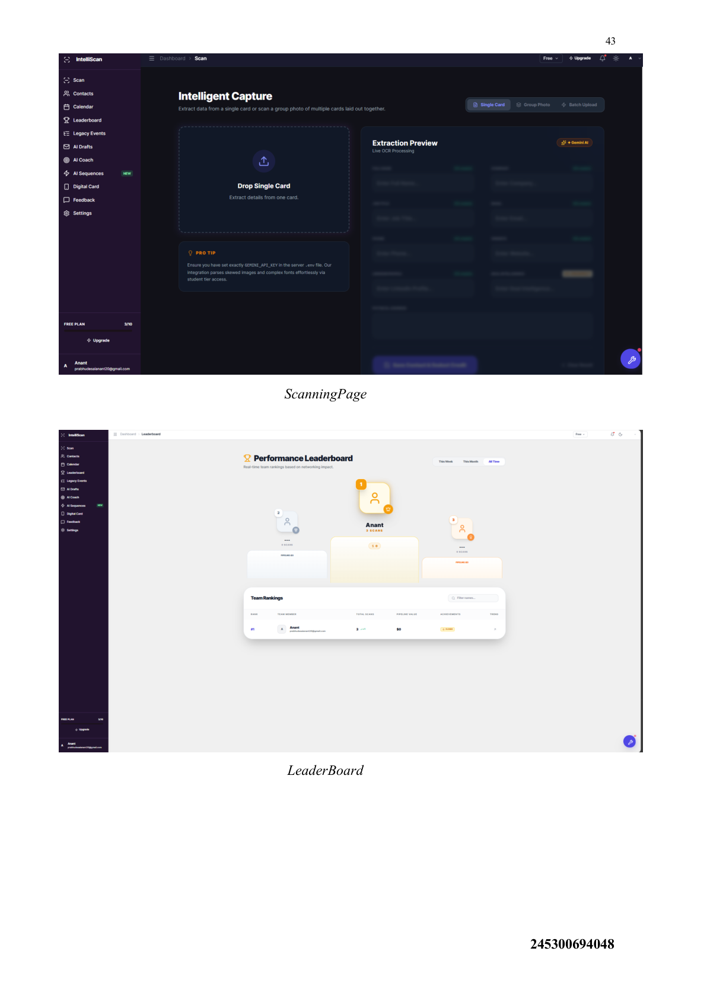 43
IntelliScan
Dashboard > Scan
Free
Upgrade
A
Scan
Contacts
Calendar
Leaderboard
Legacy Events
AI Drafts
AI Coach
AI Sequences NEW
Digital Card
Feedback
Settings
FREE PLAN 3/10
Upgrade
A
Anant
prabhudesaianant20@gmail.com
Intelligent Capture
Extract data from a single card or scan a group photo of multiple cards laid out together.
Single Card Group Photo Batch Upload
Drop Single Card
Extract details from one card.
PRO TIP
Ensure you have set exactly GEMINI_API_KEY in the server .env file. Our
integration parses skewed images and complex fonts effortlessly via
student tier access.
Extraction Preview
Live OCR Processing
Gemini AI
ScanningPage
IntelliScan
Dashboard > Leaderboard
Free
Scan
Contacts
Calendar
Leaderboard
Legacy Events
AI Drafts
AI Coach
AI Sequences NEW
Digital Card
Feedback
Settings
FREE PLAN 3/10
Upgrade
A
Anant
prabhudesaianant20@gmail.com
Performance Leaderboard
Real-time team rankings based on networking impact.
This Week This Month All Time
1
Anant
3 SCANS
$ 0
2
---
0 SCANS
PIPELINE: $0
3
---
0 SCANS
PIPELINE: $0
Team Rankings
Filter names...
RANK TEAM MEMBER TOTAL SCANS PIPELINE VALUE ACHIEVEMENTS TREND
#1 A Anant 3 $0
prabhudesaianant20@gmail.com
LeaderBoard
245300694048